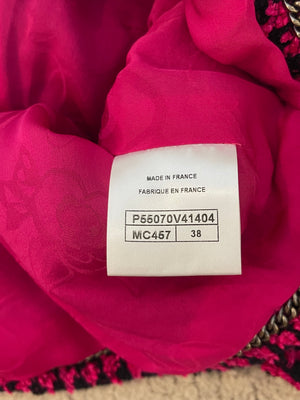 MADE IN FRANCE
FABRIQUE EN FRANCE
P55070V41404
MC457 38